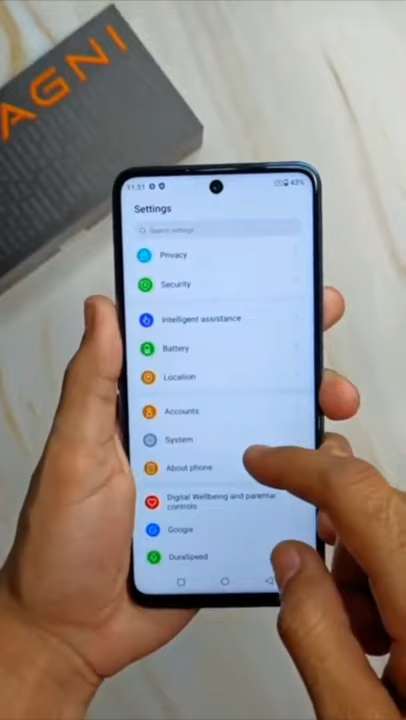 AGNI
11:51
43%
Settings
Search settings
Privacy
Security
Intelligent assistance
Battery
Location
Accounts
System
About phone
Digital Wellbeing and parental
controls
Google
DuraSpeed